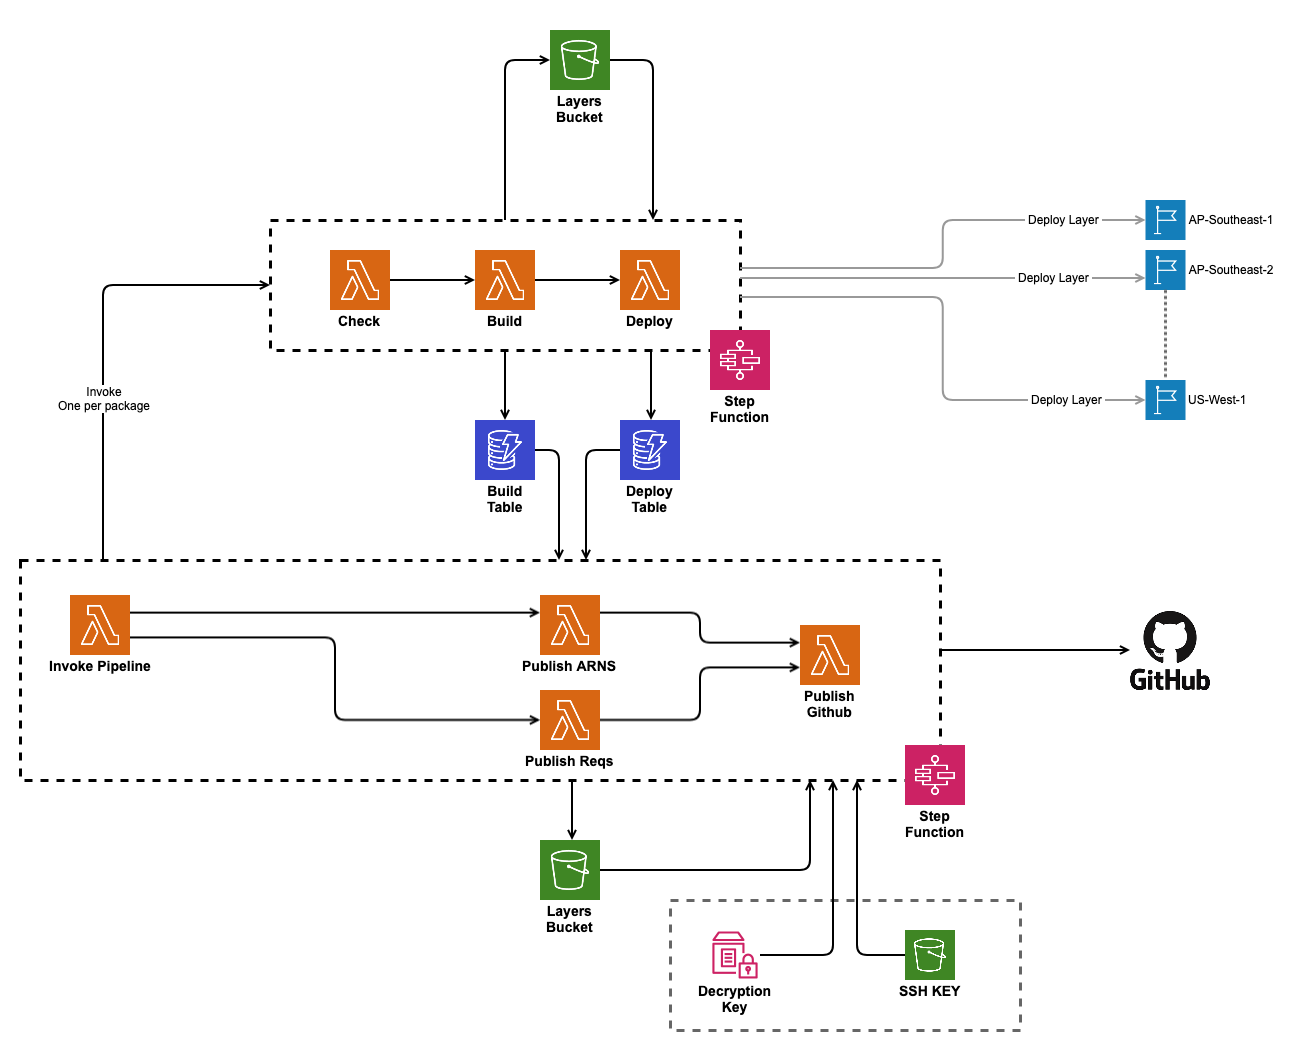 Layers
Bucket
Check
Build
Deploy
Step
Function
Deploy Layer
AP-Southeast-1
Deploy Layer
AP-Southeast-2
Deploy Layer
US-West-1
Invoke
One per package
Build
Table
Deploy
Table
Invoke Pipeline
Publish ARNS
Publish Reqs
Publish
Github
Step
Function
GitHub
Layers
Bucket
Decryption
Key
SSH KEY